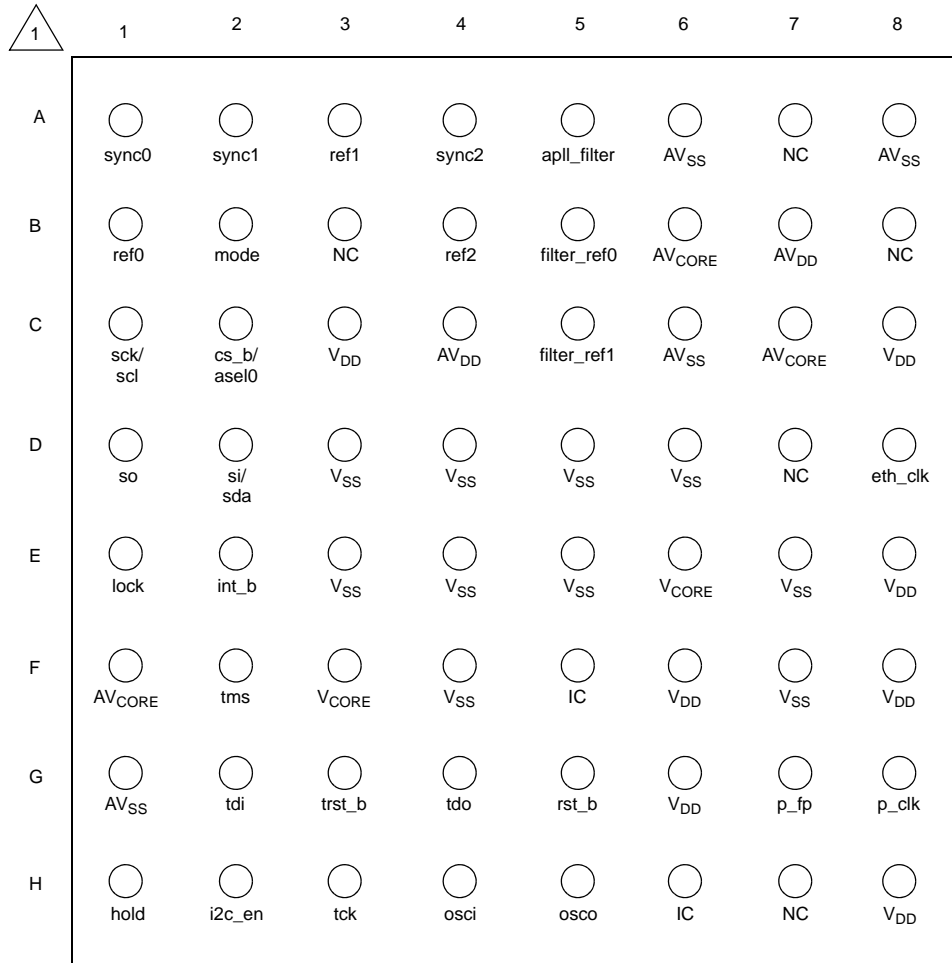 1 1 2 3 4 5 6 7 8
A
sync0 sync1 ref1 sync2 apll_filter AVSS NC AVSS
B
ref0 mode NC ref2 filter_ref0 AVCORE AVDD NC
C
sck/ cs_b/ VDD AVDD filter_ref1 AVSS AVCORE VDD
scl asel0
D
so si/ VSS VSS VSS VSS NC eth_clk
sda
E
lock int_b VSS VSS VSS VCORE VSS VDD
F
AVCORE tms VCORE VSS IC VDD VSS VDD
G
AVSS tdi trst_b tdo rst_b VDD p_fp p_clk
H
hold i2c_en tck osci osco IC NC VDD